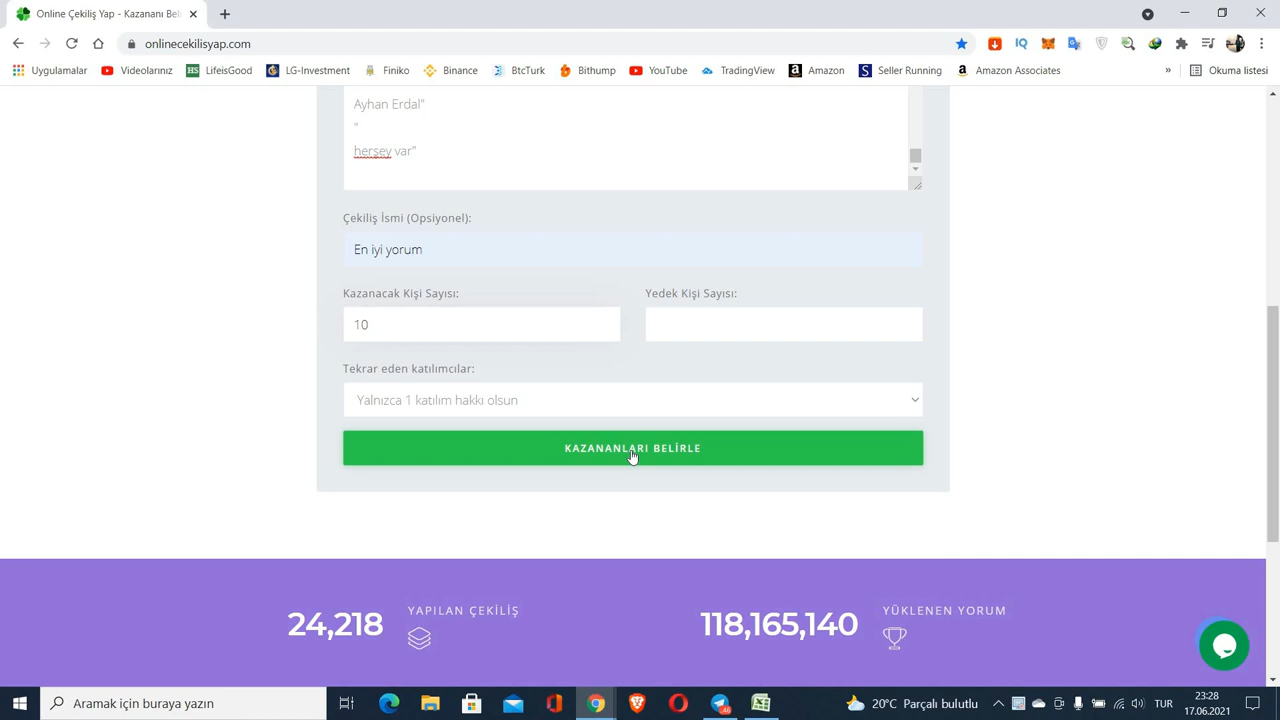 Online Çekiliş Yap - Kazananı Beli
onlinecekilisyap.com
Uygulamalar
Videolarınız
HS
LifeisGood
LG-Investment
Finiko
Binance
BtcTurk
Bithump
YouTube
TradingView
Amazon
Seller Running
Amazon Associates
»
Okuma listesi
Ayhan Erdal"
"
herşey var"
Çekiliş İsmi (Opsiyonel):
En iyi yorum
Kazanacak Kişi Sayısı:
Yedek Kişi Sayısı:
10
Tekrar eden katılımcılar:
Yalnızca 1 katılım hakkı olsun
KAZANANLARI BELİRLE
24,218
YAPILAN ÇEKİLİŞ
118,165,140
YÜKLENEN YORUM
Aramak için buraya yazın
20°C Parçalı bulutlu
TUR
23:28
17.06.2021